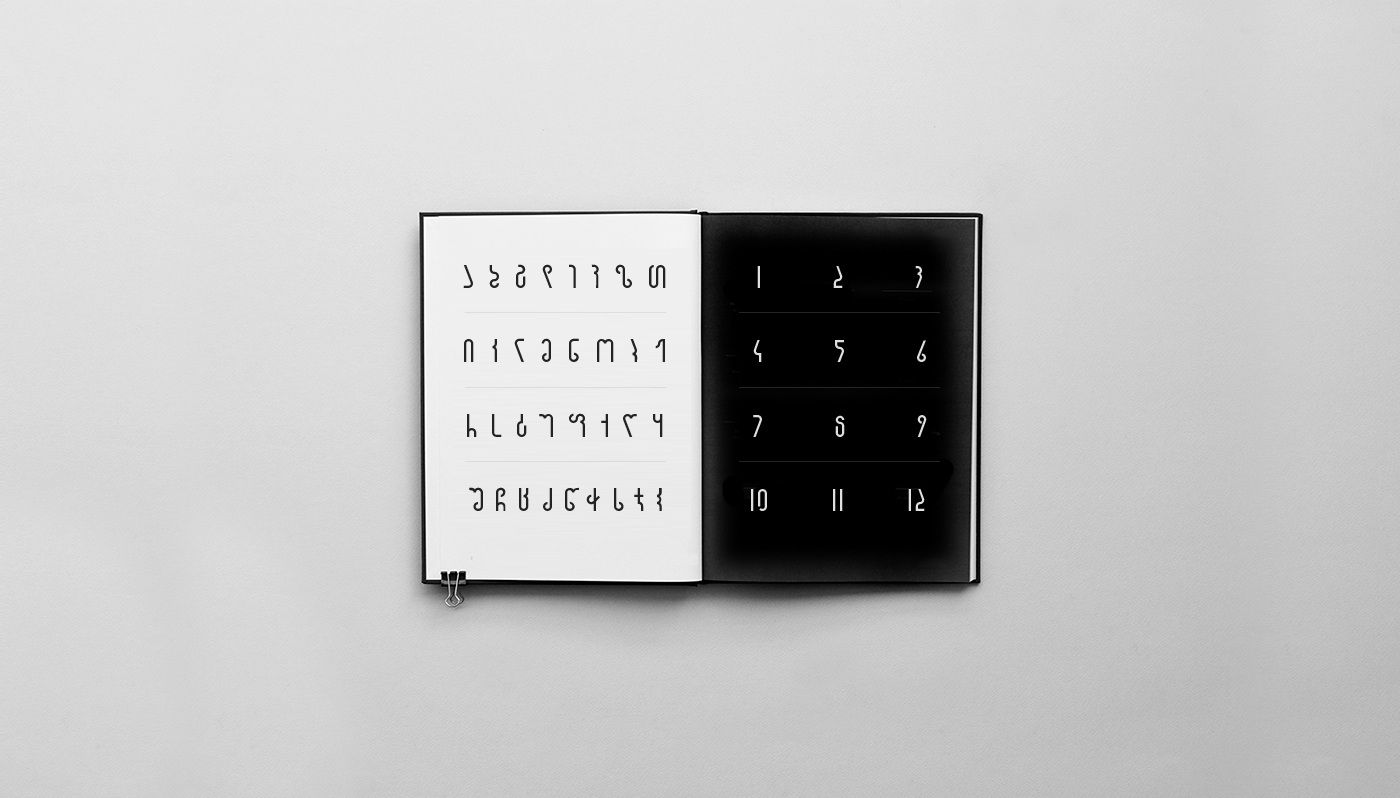 ა ბ გ დ ე ვ ზ თ
ი კ ლ მ ნ ო პ ჟ
რ ს ტ უ ფ ქ ღ ყ
შ ჩ ც ძ წ ჭ ხ ჯ ჰ
1 2 3
4 5 6
7 8 9
10 11 12